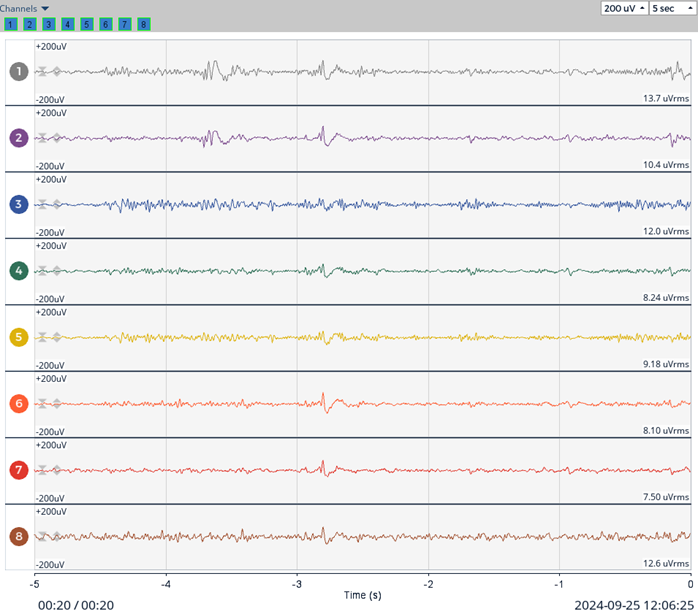 Channels
200 uV 5 sec
1 2 3 4 5 6 7 8
+200uV
1
-200uV
13.7 uVrms
+200uV
2
-200uV
10.4 uVrms
+200uV
3
-200uV
12.0 uVrms
+200uV
4
-200uV
8.24 uVrms
+200uV
5
-200uV
9.18 uVrms
+200uV
6
-200uV
8.10 uVrms
+200uV
7
-200uV
7.50 uVrms
+200uV
8
-200uV
12.6 uVrms
-5 -4 -3 -2 -1 0
Time (s)
00:20 / 00:20
2024-09-25 12:06:25